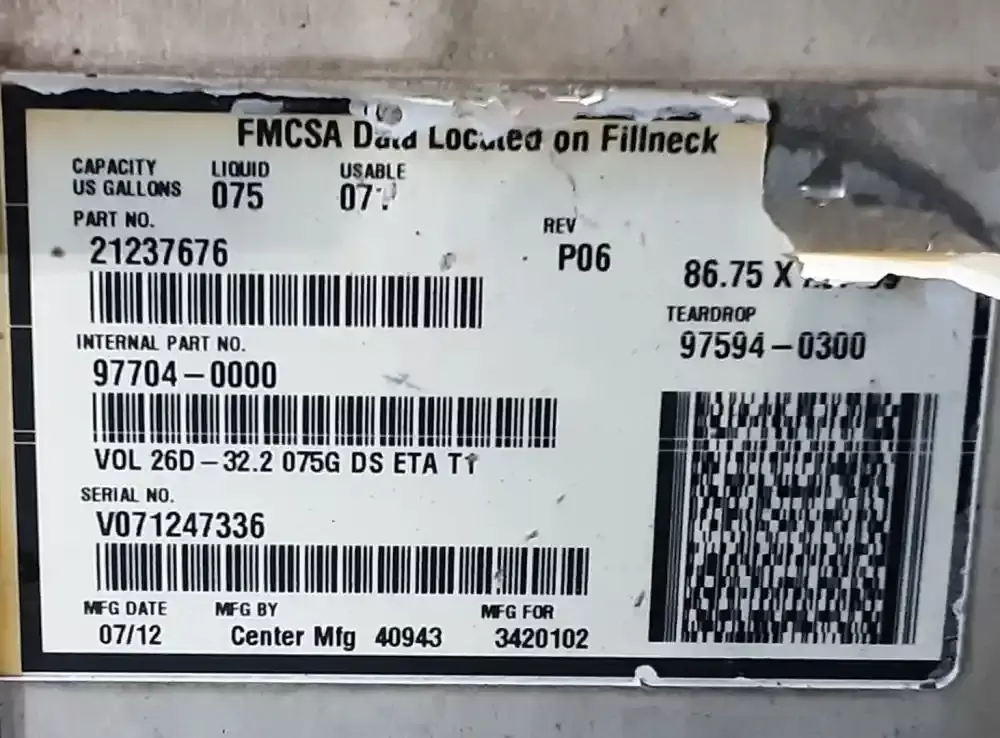 FMCSA Data Located on Fillneck
CAPACITY US GALLONS
LIQUID
075
USABLE
PART NO.
21237676
REV
P06
86.75 X
TEARDROP
97594-0300
INTERNAL PART NO.
97704-0000
VOL 26D-32.2 075G DS ETA
SERIAL NO.
V071247336
MFG DATE
07/12
MFG BY
Center Mfg 40943
MFG FOR
3420102